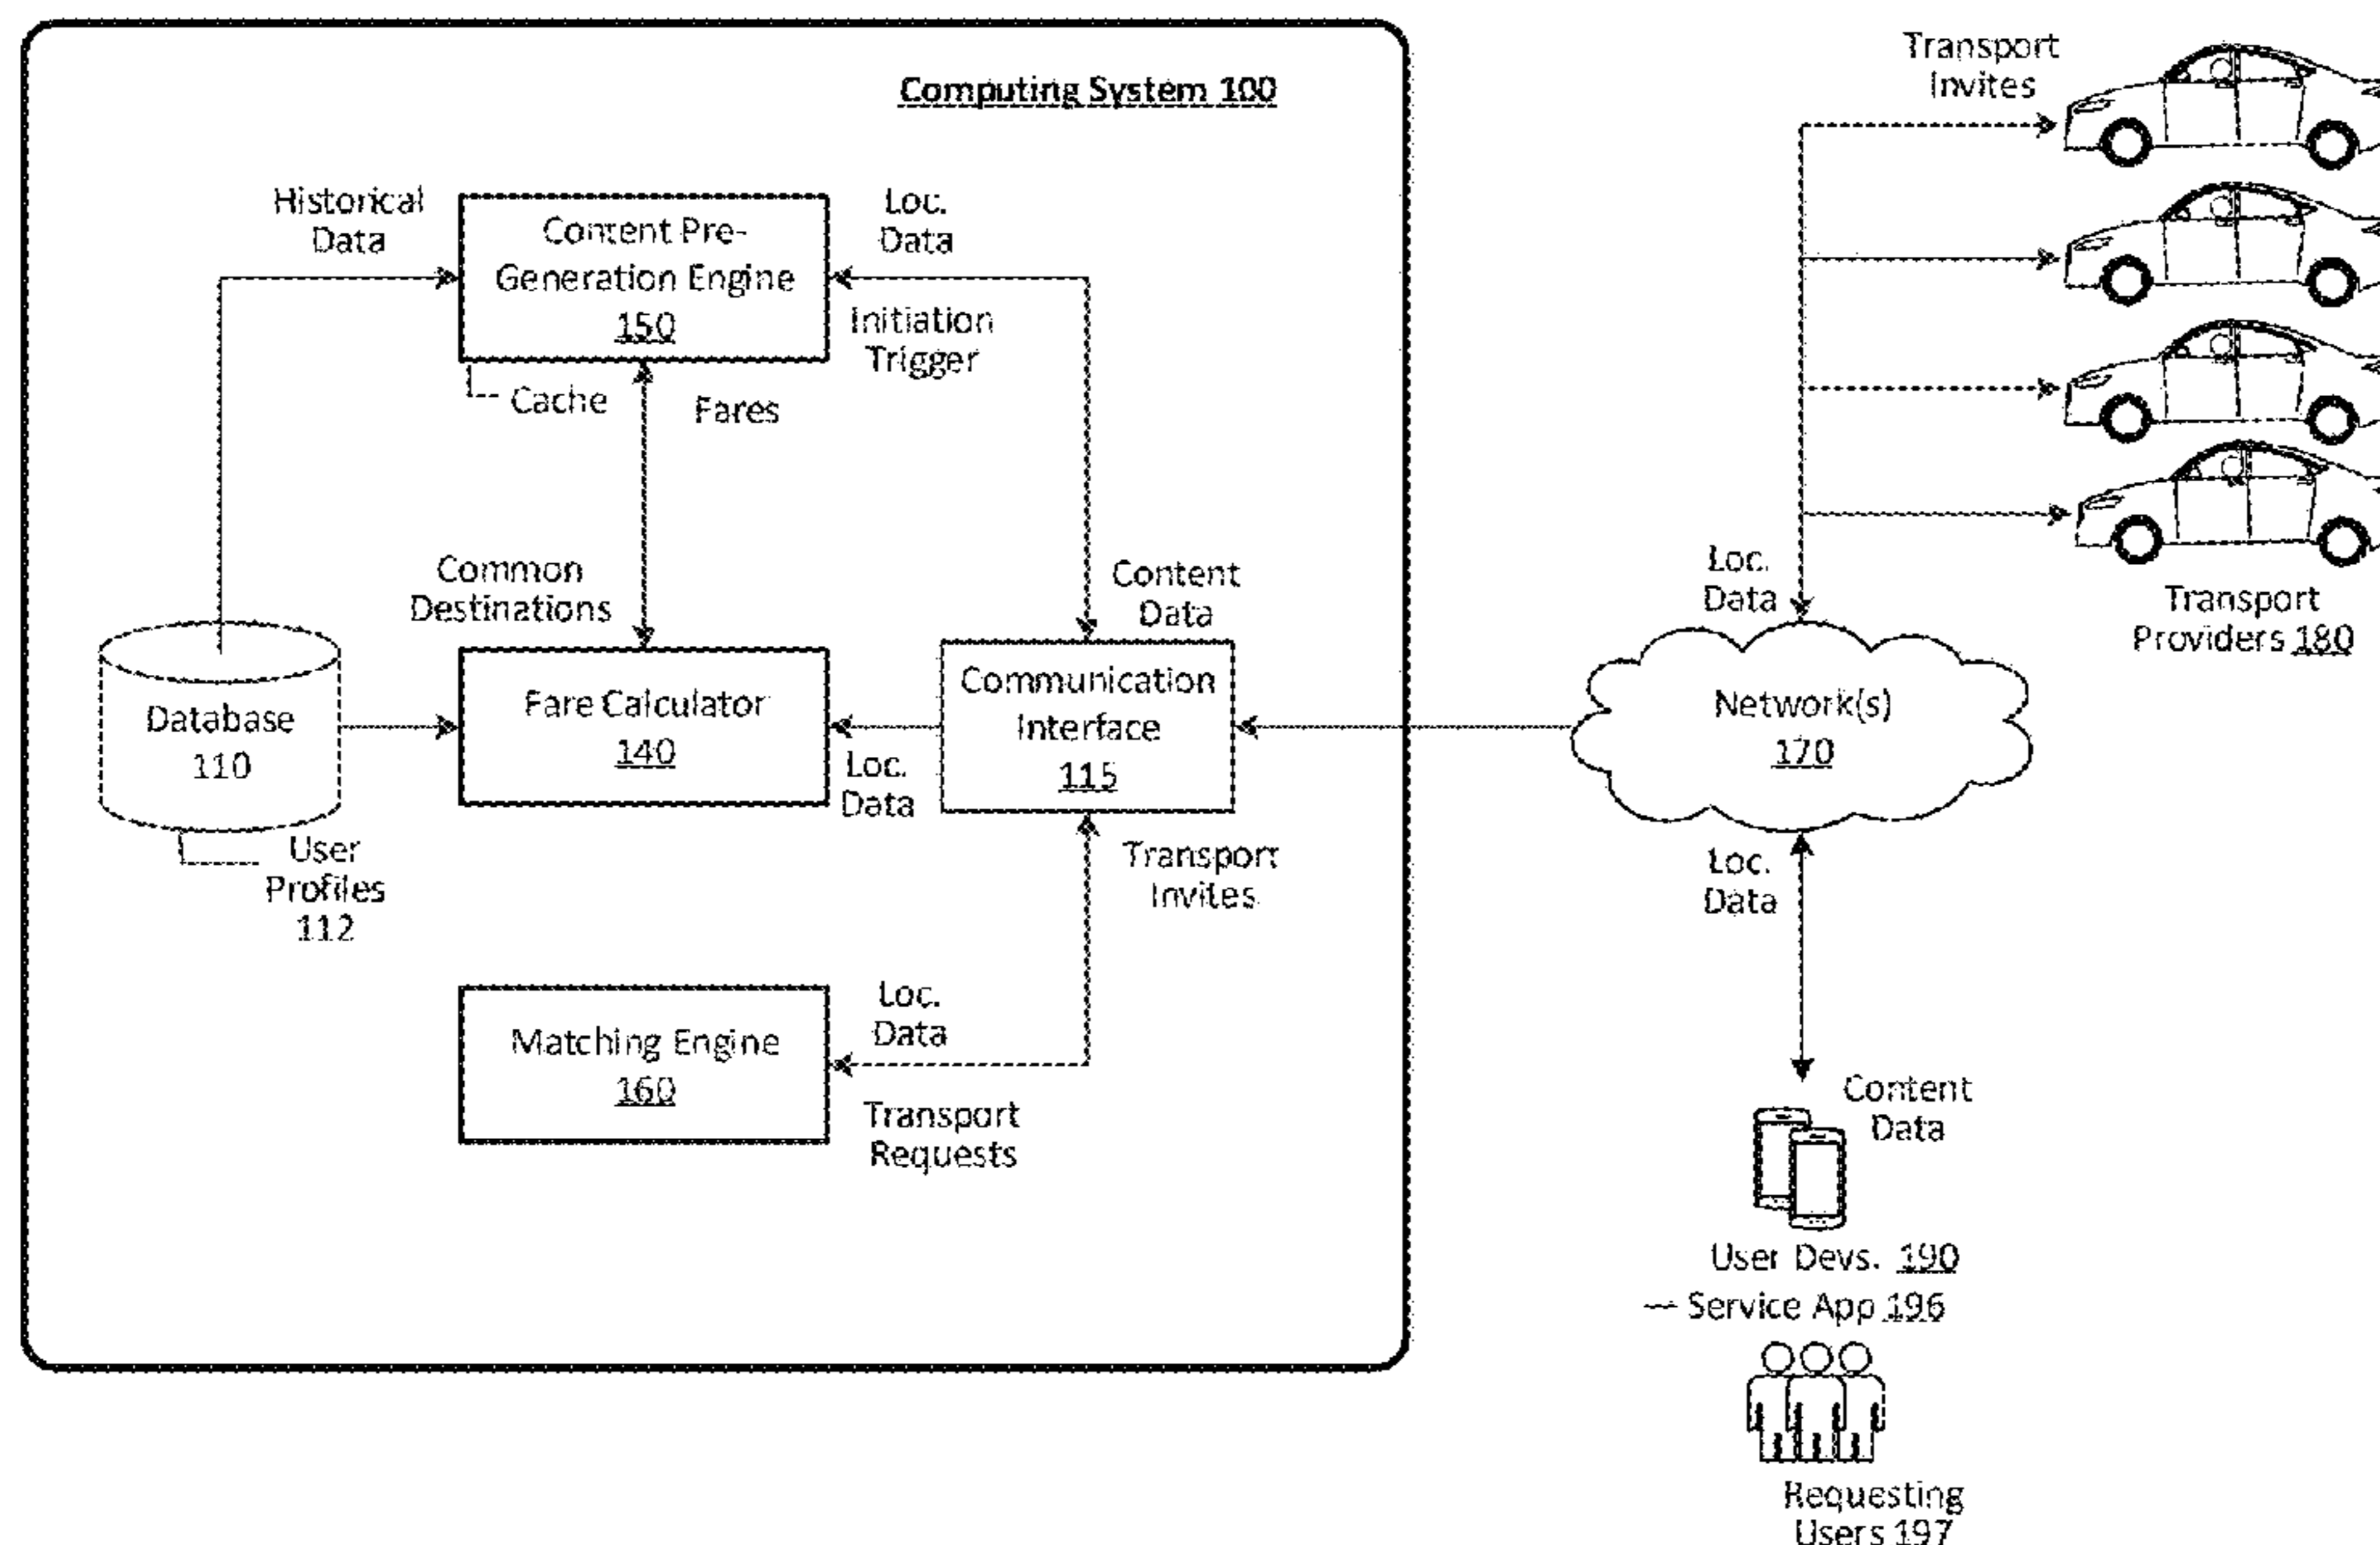 Computing System 100
Historical
Data
Content Pre-
Generation Engine
150
Loc.
Data
Initiation
Trigger
Cache
Fares
Common
Destinations
Content
Data
Database
110
Fare Calculator
140
Loc.
Data
Communication
Interface
115
User
Profiles
112
Transport
Invites
Matching Engine
160
Loc.
Data
Transport
Requests
Transport
Invites
Loc.
Data
Transport
Providers 180
Network(s)
170
Loc.
Data
Content
Data
User Devs. 190
Service App 196
Requesting
Users 197